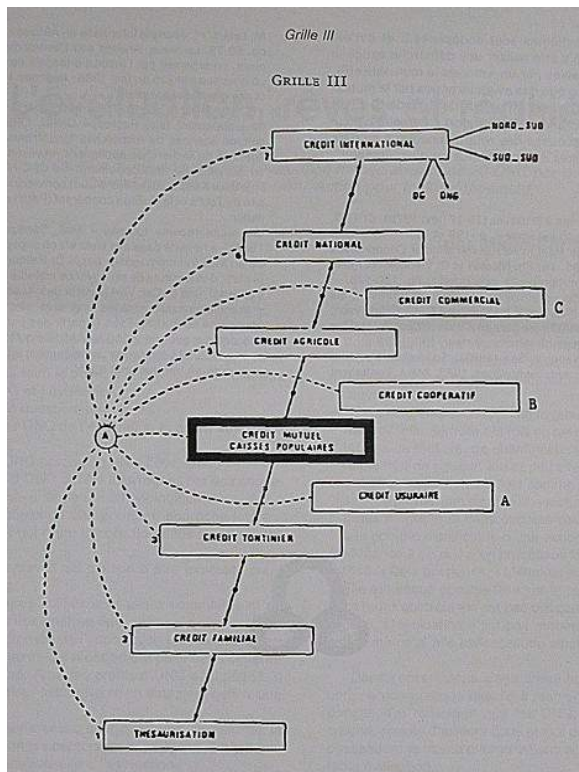 Grille III
GRILLE III
NORD_SUD
CREDIT INTERNATIONAL
7
SUD_SUD
OG ONG
CREDIT NATIONAL
6
CREDIT COMMERCIAL
C
CREDIT AGRICOLE
5
CREDIT COOPERATIF
B
A
CREDIT MUTUEL
CAISSES POPULAIRES
CREDIT USURAIRE
A
CREDIT TONTINIER
3
CREDIT FAMILIAL
2
THESAURISATION
1